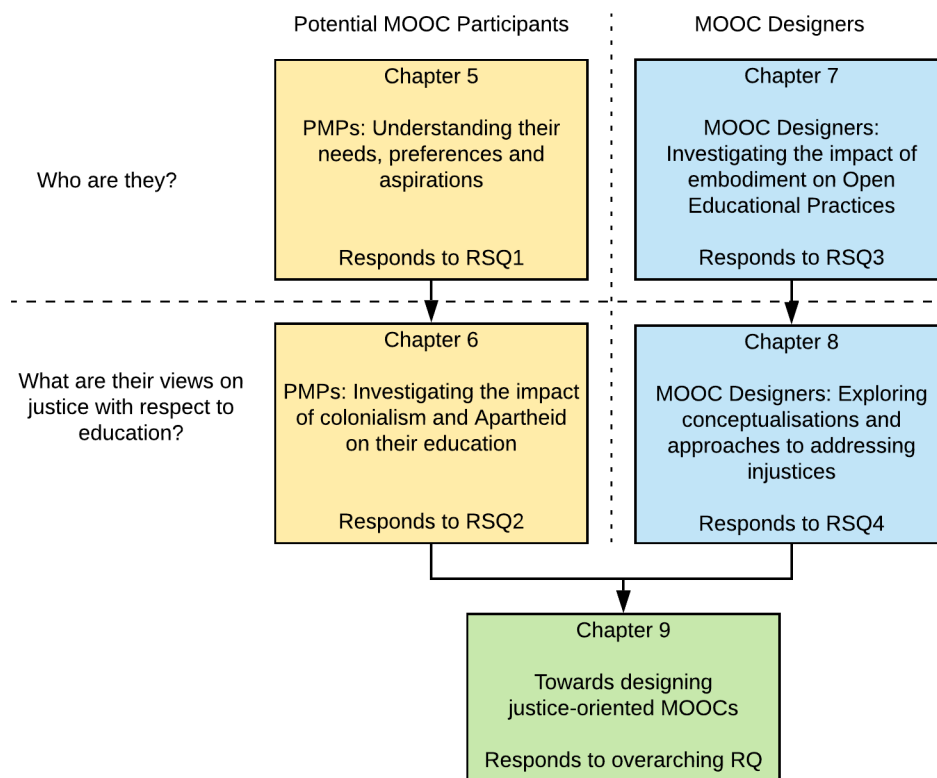 Potential MOOC Participants
MOOC Designers
Who are they?
Chapter 5
PMPs: Understanding their
needs, preferences and
aspirations
Responds to RSQ1
Chapter 7
MOOC Designers:
Investigating the impact of
embodiment on Open
Educational Practices
Responds to RSQ3
What are their views on
justice with respect to
education?
Chapter 6
PMPs: Investigating the impact
of colonialism and Apartheid
on their education
Responds to RSQ2
Chapter 8
MOOC Designers: Exploring
conceptualisations and
approaches to addressing
injustices
Responds to RSQ4
Chapter 9
Towards designing
justice-oriented MOOCs
Responds to overarching RQ